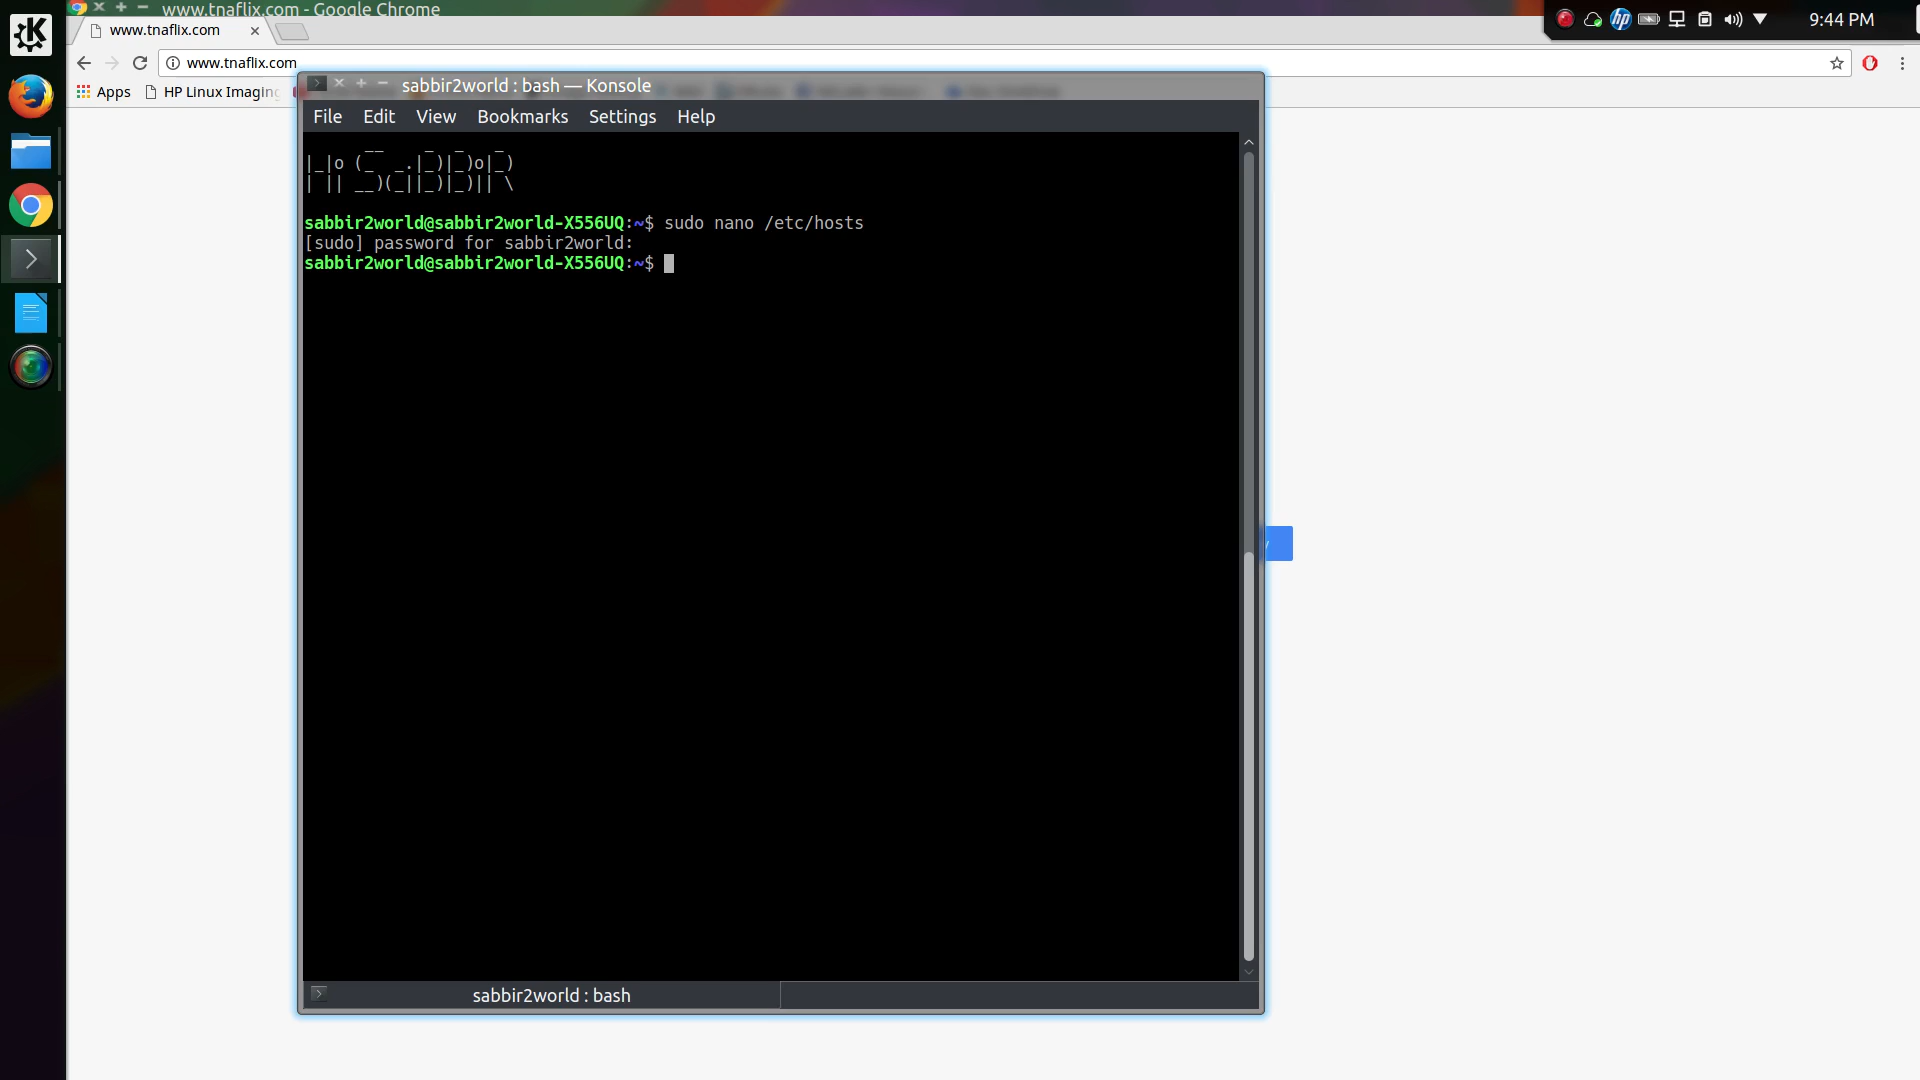 www.tnaflix.com - Google Chrome
9:44 PM
www.tnaflix.com
www.tnaflix.com
Apps HP Linux Imaging
sabbir2world : bash — Konsole
File Edit View Bookmarks Settings Help
sabbir2world@sabbir2world-X556UQ:~$ sudo nano /etc/hosts
[sudo] password for sabbir2world:
sabbir2world@sabbir2world-X556UQ:~$
sabbir2world : bash